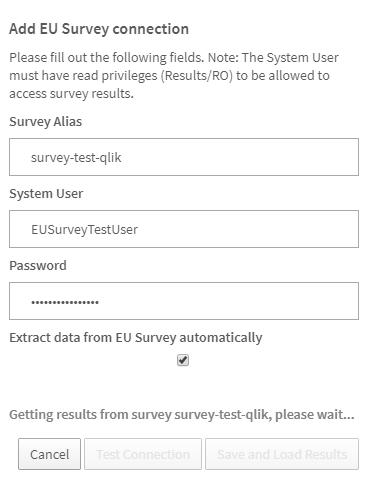 Add EU Survey connection
Please fill out the following fields. Note: The System User
must have read privileges (Results/RO) to be allowed to
access survey results.
Survey Alias
survey-test-qlik
System User
EUSurveyTestUser
Password
••••••••••••••••
Extract data from EU Survey automatically
Getting results from survey survey-test-qlik, please wait...
Cancel Test Connection Save and Load Results